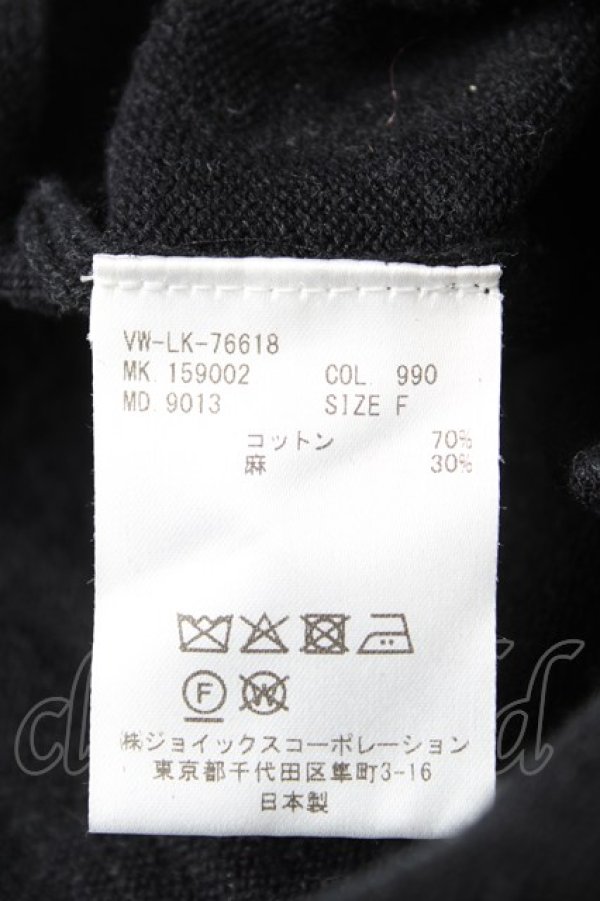 VW-LK-76618
MK. 159002 COL. 990
MD. 9013 SIZE F
コットン 70%
麻 30%
F W
㈱ジョイックスコーポレーション
東京都千代田区隼町3-16
日本製